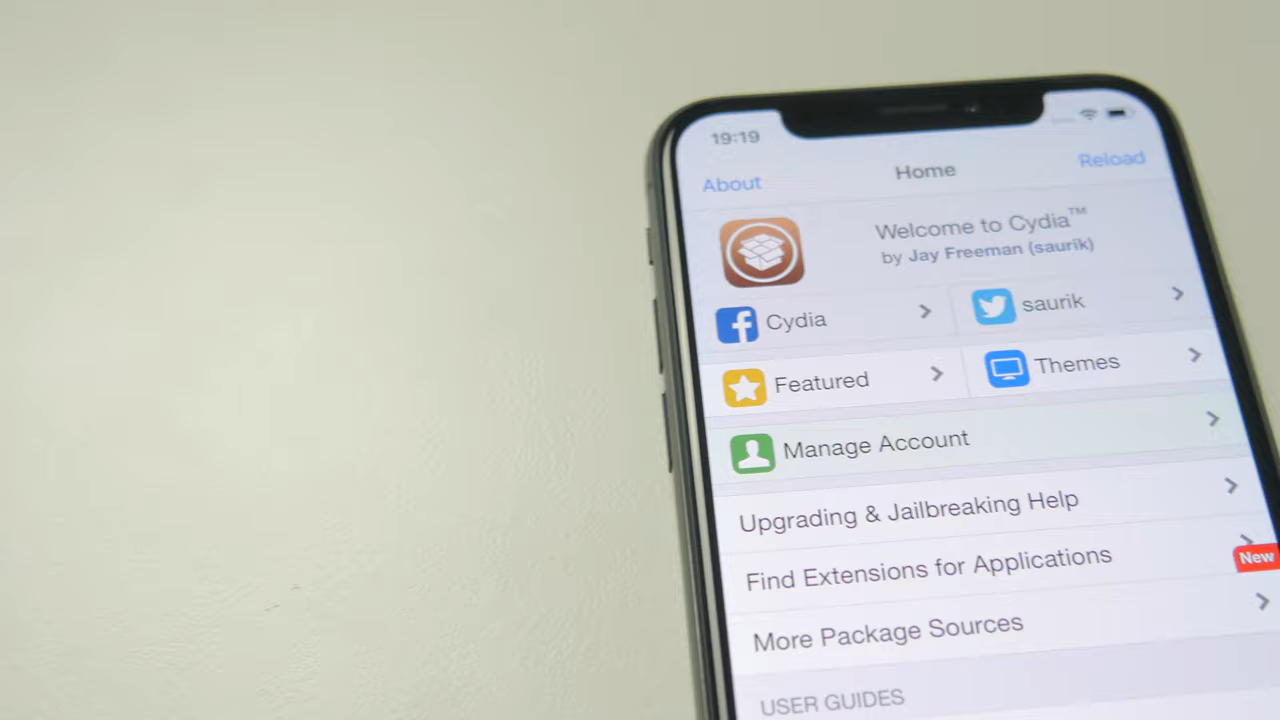 19:19
About
Home
Reload
Welcome to Cydia™
by Jay Freeman (saurik)
Cydia
saurik
Featured
Themes
Manage Account
Upgrading & Jailbreaking Help
Find Extensions for Applications
New
More Package Sources
USER GUIDES